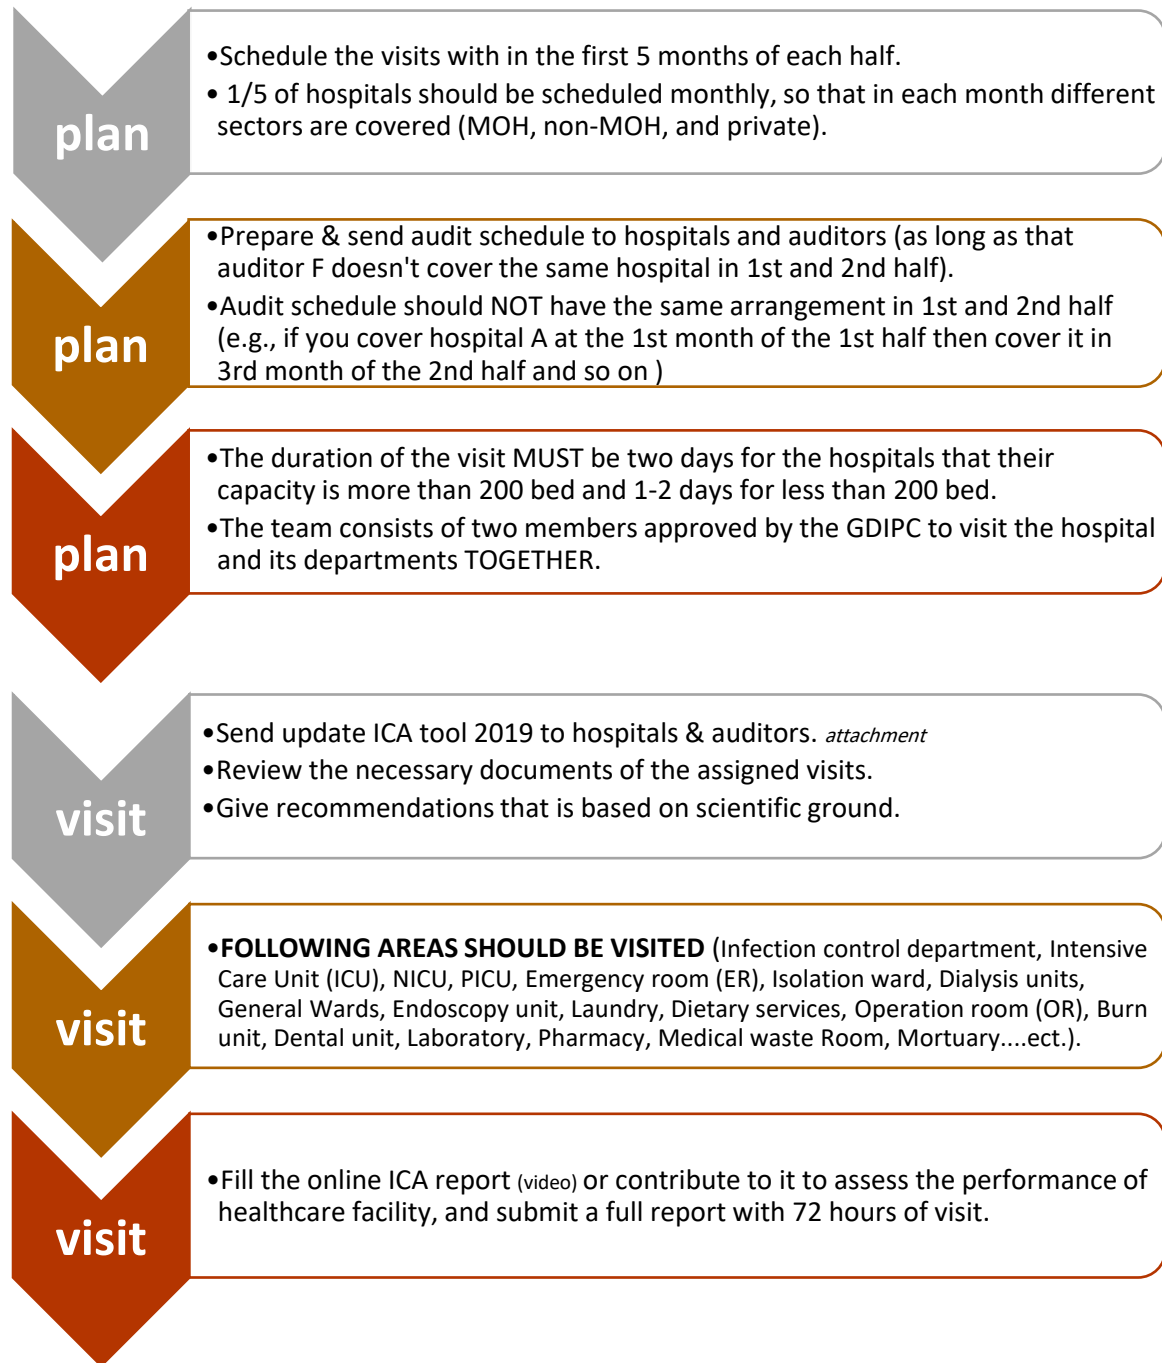 plan
•Schedule the visits with in the first 5 months of each half.
• 1/5 of hospitals should be scheduled monthly, so that in each month different
sectors are covered (MOH, non-MOH, and private).
plan
•Prepare & send audit schedule to hospitals and auditors (as long as that
auditor F doesn't cover the same hospital in 1st and 2nd half).
•Audit schedule should NOT have the same arrangement in 1st and 2nd half
(e.g., if you cover hospital A at the 1st month of the 1st half then cover it in
3rd month of the 2nd half and so on )
plan
•The duration of the visit MUST be two days for the hospitals that their
capacity is more than 200 bed and 1-2 days for less than 200 bed.
•The team consists of two members approved by the GDIPC to visit the hospital
and its departments TOGETHER.
visit
•Send update ICA tool 2019 to hospitals & auditors. attachment
•Review the necessary documents of the assigned visits.
•Give recommendations that is based on scientific ground.
visit
•FOLLOWING AREAS SHOULD BE VISITED (Infection control department, Intensive
Care Unit (ICU), NICU, PICU, Emergency room (ER), Isolation ward, Dialysis units,
General Wards, Endoscopy unit, Laundry, Dietary services, Operation room (OR), Burn
unit, Dental unit, Laboratory, Pharmacy, Medical waste Room, Mortuary....ect.).
visit
•Fill the online ICA report (video) or contribute to it to assess the performance of
healthcare facility, and submit a full report with 72 hours of visit.